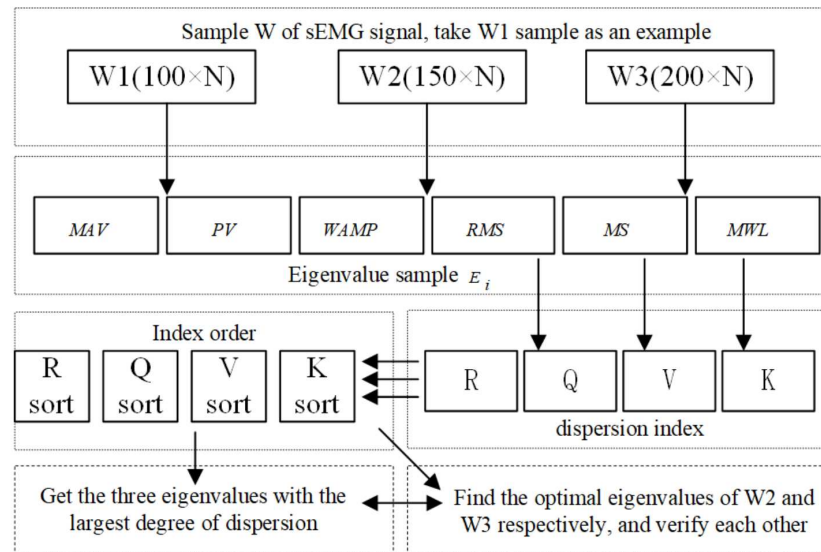 Sample W of sEMG signal, take W1 sample as an example
W1(100×N)
W2(150×N)
W3(200×N)
MAV
PV
WAMP
RMS
MS
MWL
Eigenvalue sample E i
Index order
R
sort
Q
sort
V
sort
K
sort
R
Q
V
K
dispersion index
Get the three eigenvalues with the
largest degree of dispersion
Find the optimal eigenvalues of W2 and
W3 respectively, and verify each other